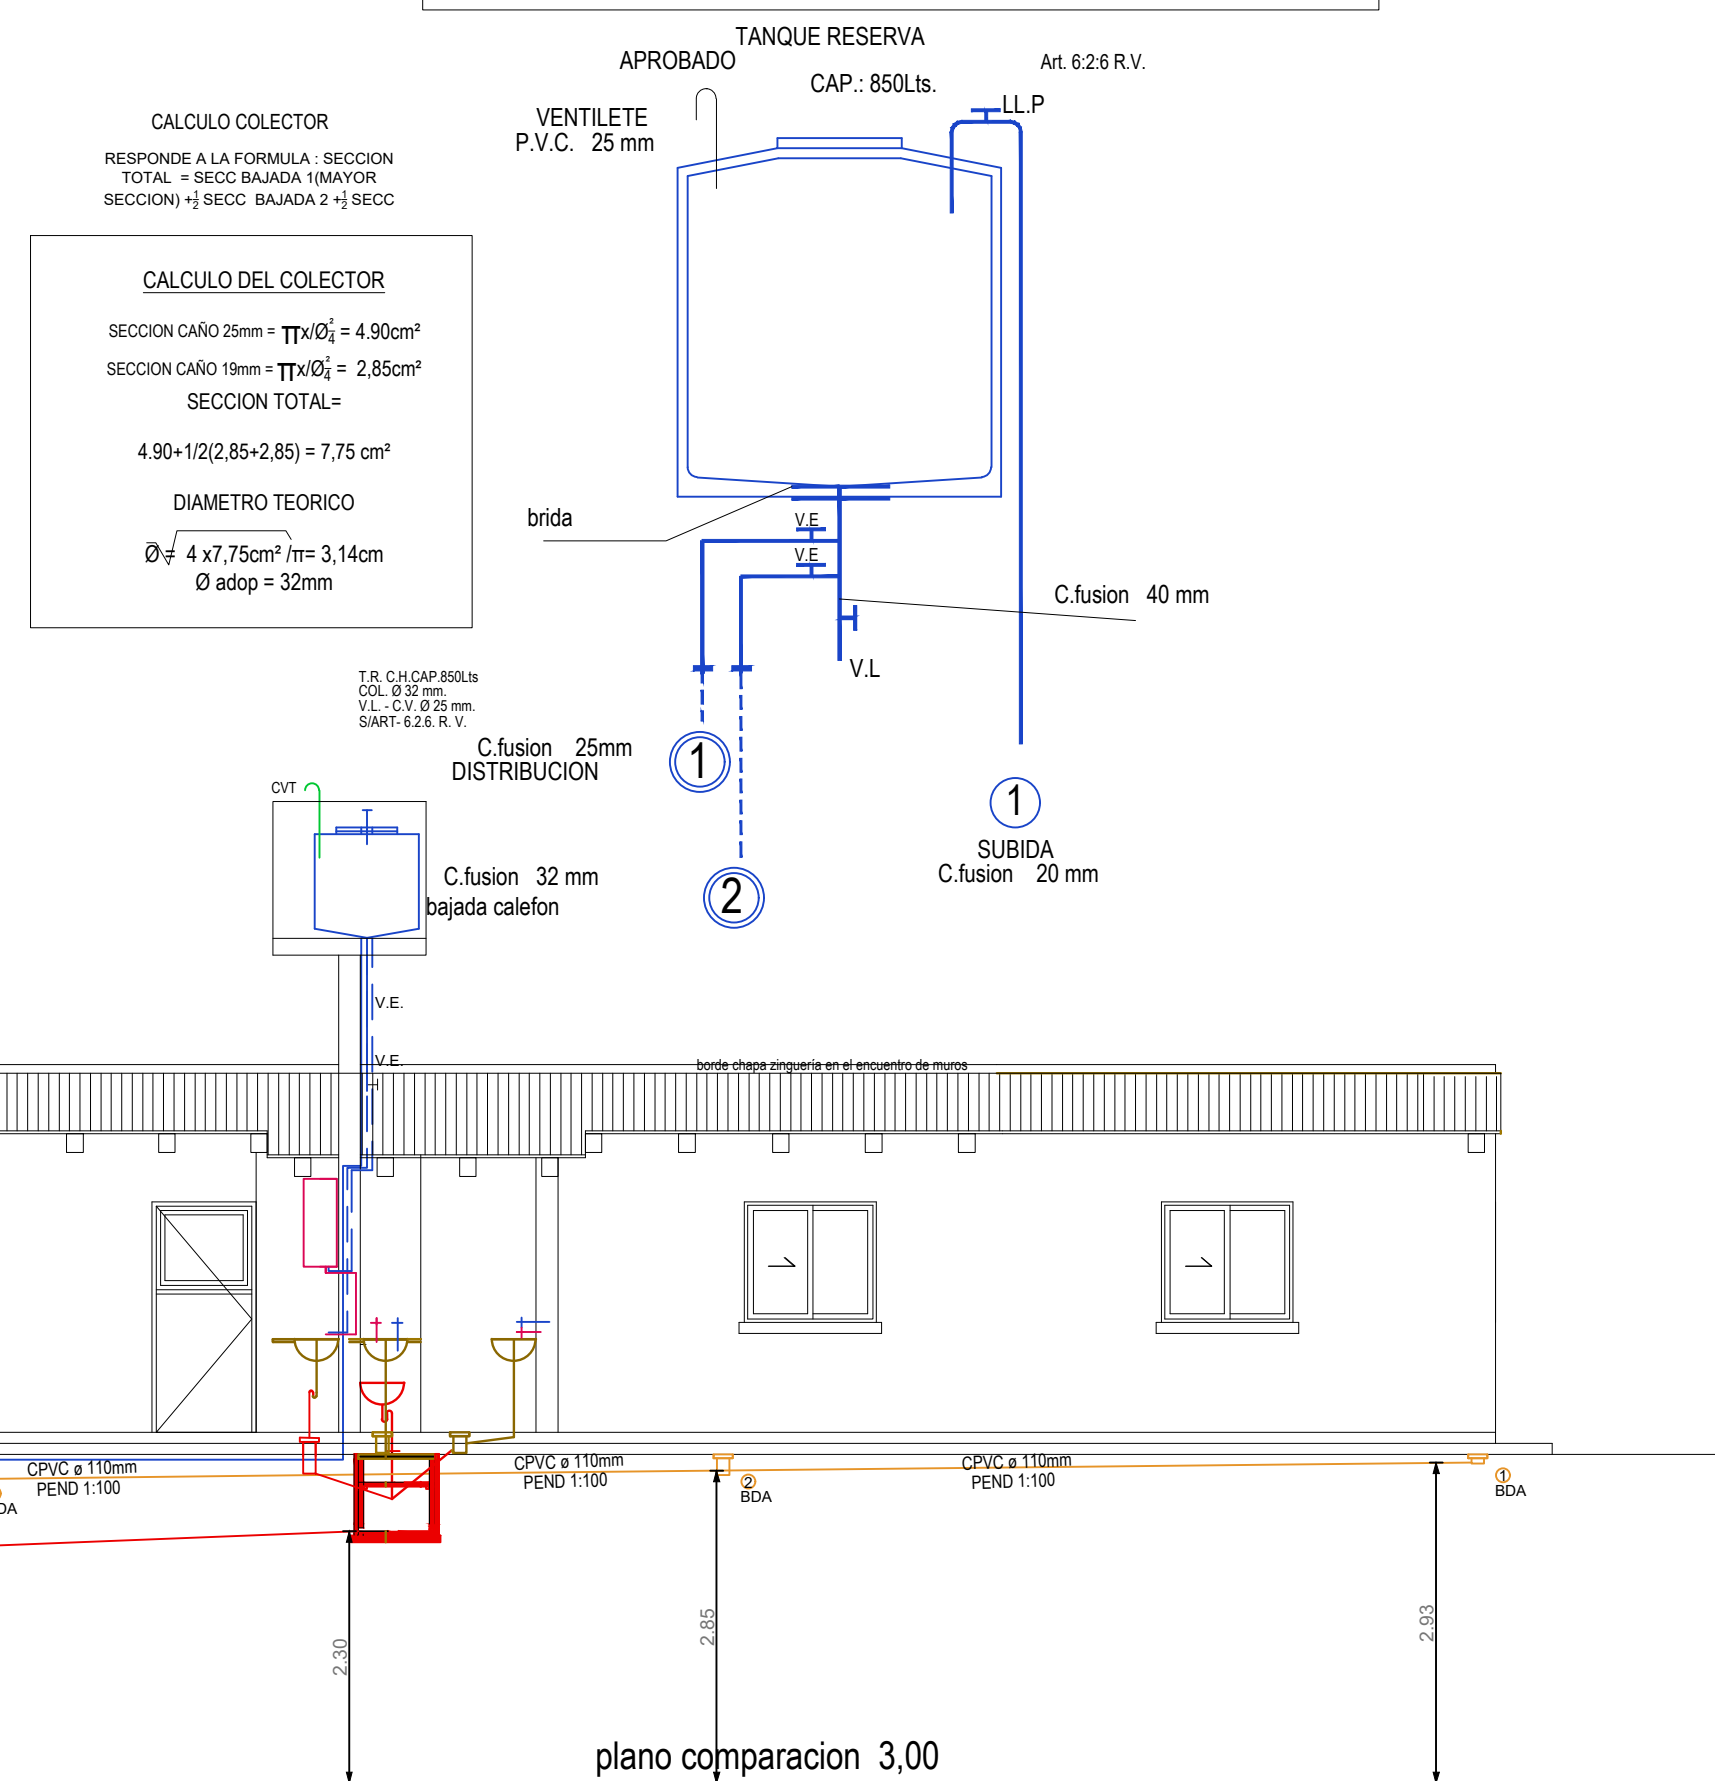 TANQUE RESERVA
APROBADO
Art. 6:2:6 R.V.
CAP.: 850Lts.
LL.P
VENTILETE
P.V.C. 25 mm
CALCULO COLECTOR
RESPONDE A LA FORMULA : SECCION
TOTAL = SECC BAJADA 1(MAYOR
SECCION) +½ SECC BAJADA 2 +½ SECC
CALCULO DEL COLECTOR
SECCION CAÑO 25mm = πx/Ø²/4 = 4.90cm²
SECCION CAÑO 19mm = πx/Ø²/4 = 2,85cm²
SECCION TOTAL=
4.90+1/2(2,85+2,85) = 7,75 cm²
DIAMETRO TEORICO
Ø = √4 x7,75cm² /π= 3,14cm
Ø adop = 32mm
brida
V.E
V.E
C.fusion 40 mm
V.L
T.R. C.H.CAP.850Lts
COL. Ø 32 mm.
V.L. - C.V. Ø 25 mm.
S/ART- 6.2.6. R. V.
C.fusion 25mm
DISTRIBUCION
1
2
1
SUBIDA
C.fusion 20 mm
CVT
C.fusion 32 mm
bajada calefon
V.E.
V.E.
borde chapa zinguería en el encuentro de muros
1
1
CPVC ø 110mm
PEND 1:100
CPVC ø 110mm
PEND 1:100
CPVC ø 110mm
PEND 1:100
DA
2
BDA
1
BDA
2.30
2.85
2.93
plano comparacion 3,00